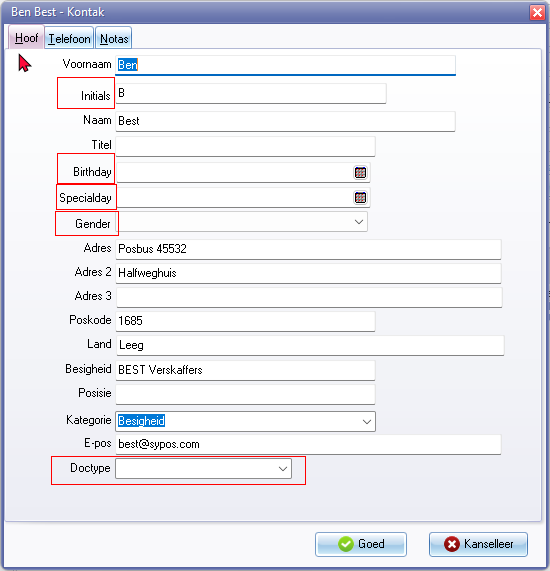 Ben Best - Kontak
Hoof Telefoon Notas
Voornaam Ben
Initials B
Naam Best
Titel
Birthday
Specialday
Gender
Adres Posbus 45532
Adres 2 Halfweghuis
Adres 3
Poskode 1685
Land Leeg
Besigheid BEST Verskaffers
Posisie
Kategorie Besigheid
E-pos best@sypos.com
Doctype
Goed Kanselleer